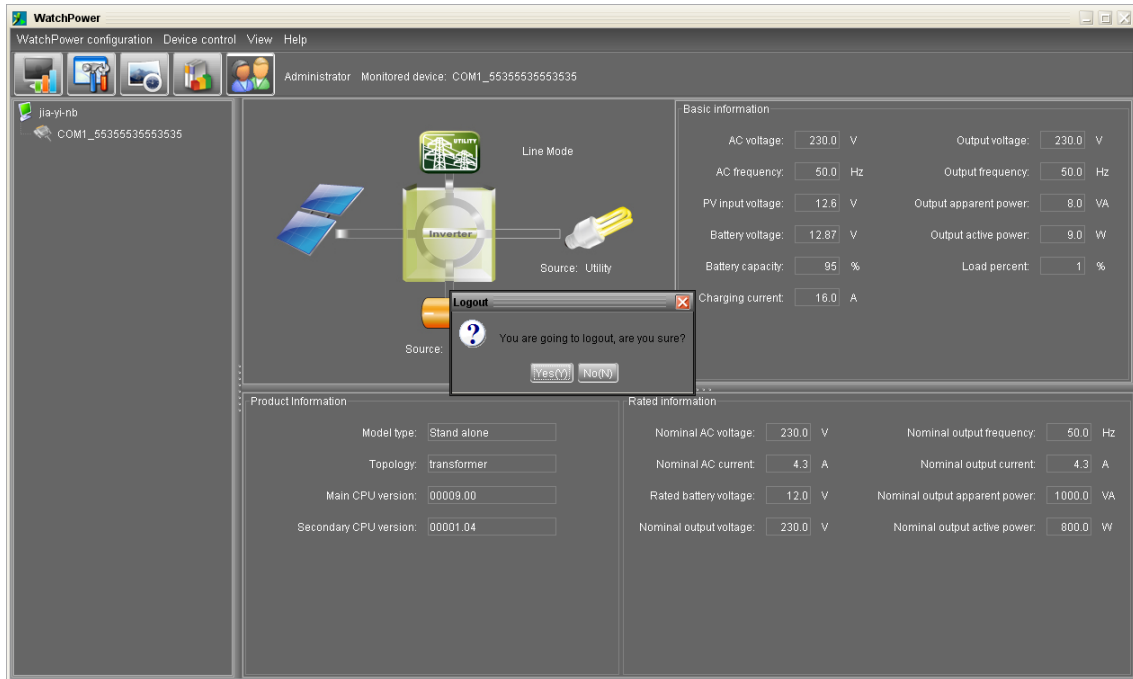 WatchPower
WatchPower configuration Device control View Help
Administrator Monitored device: COM1_55355535553535
jia-yi-nb
COM1_55355535553535
UTILITY
Line Mode
Inverter
Source: Utility
Source:
Basic information
AC voltage: 230.0 V Output voltage: 230.0 V
AC frequency: 50.0 Hz Output frequency: 50.0 Hz
PV input voltage: 12.6 V Output apparent power: 8.0 VA
Battery voltage: 12.87 V Output active power: 9.0 W
Battery capacity: 95 % Load percent: 1 %
Charging current: 16.0 A
Logout
You are going to logout, are you sure?
Yes(Y) No(N)
Product Information
Model type: Stand alone
Topology: transformer
Main CPU version: 00009.00
Secondary CPU version: 00001.04
Rated information
Nominal AC voltage: 230.0 V Nominal output frequency: 50.0 Hz
Nominal AC current: 4.3 A Nominal output current: 4.3 A
Rated battery voltage: 12.0 V Nominal output apparent power: 1000.0 VA
Nominal output voltage: 230.0 V Nominal output active power: 800.0 W